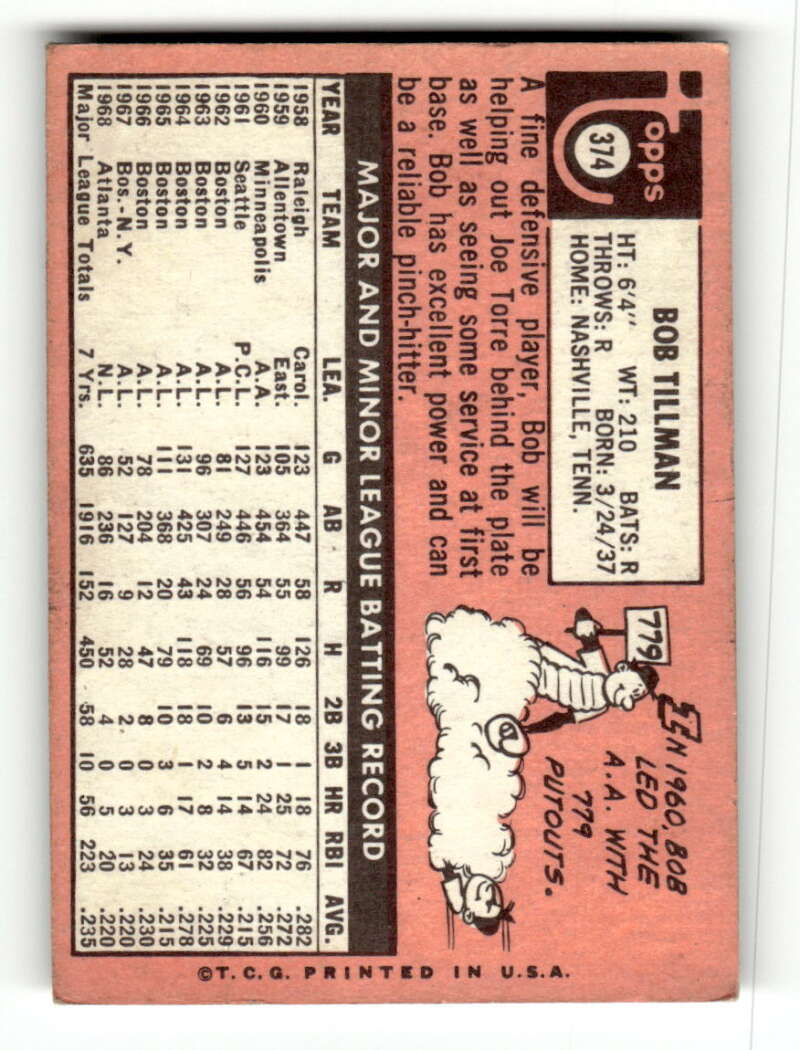 Topps
374
BOB TILLMAN
HT: 6'4" WT: 210 BATS: R
THROWS: R BORN: 3/24/37
HOME: NASHVILLE, TENN.
A fine defensive player, Bob will be
helping out Joe Torre behind the plate
as well as seeing some service at first
base. Bob has excellent power and can
be a reliable pinch-hitter.
779
IN 1960, BOB
LED THE
A.A. WITH
779
PUTOUTS.
MAJOR AND MINOR LEAGUE BATTING RECORD
YEAR TEAM LEA. G AB R H 2B 3B HR RBI AVG.
1958 Raleigh Carol. 123 447 58 126 18 1 18 76 .282
1959 Allentown East. 105 364 55 99 17 1 25 72 .272
1960 Minneapolis A.A. 123 454 54 116 15 2 24 82 .256
1961 Seattle P.C.L. 127 446 56 96 13 5 14 67 .215
1962 Boston A.L. 81 249 28 57 6 4 14 38 .229
1963 Boston A.L. 96 307 24 69 10 2 8 32 .225
1964 Boston A.L. 131 425 43 118 18 1 17 61 .278
1965 Boston A.L. 111 368 20 79 10 3 6 35 .215
1966 Boston A.L. 78 204 12 47 8 0 3 24 .230
1967 Bos.-N.Y. A.L. 52 127 9 28 2 0 3 13 .220
1968 Atlanta N.L. 86 236 16 52 4 0 5 20 .220
Major League Totals 7 Yrs. 635 1916 152 450 58 10 56 223 .235
©T.C.G. PRINTED IN U.S.A.